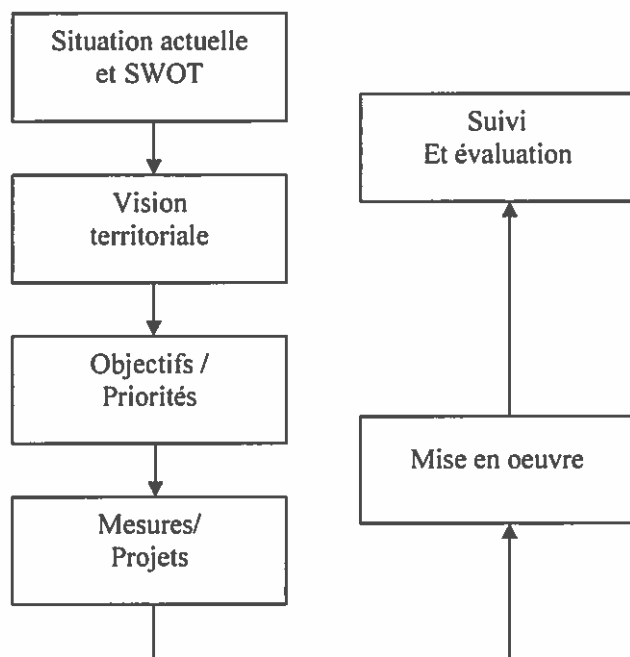 Situation actuelle
et SWOT
Vision
territoriale
Objectifs /
Priorités
Mesures/
Projets
Mise en oeuvre
Suivi
Et évaluation